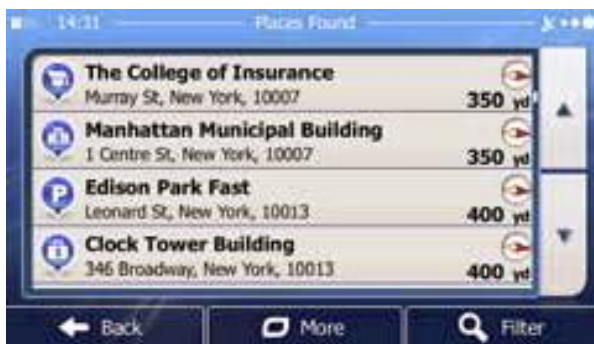 14:31 Places Found
The College of Insurance
Murray St, New York, 10007 350 yd
Manhattan Municipal Building
1 Centre St, New York, 10007 350 yd
Edison Park Fast
Leonard St, New York, 10013 400 yd
Clock Tower Building
346 Broadway, New York, 10013 400 yd
Back More Filter